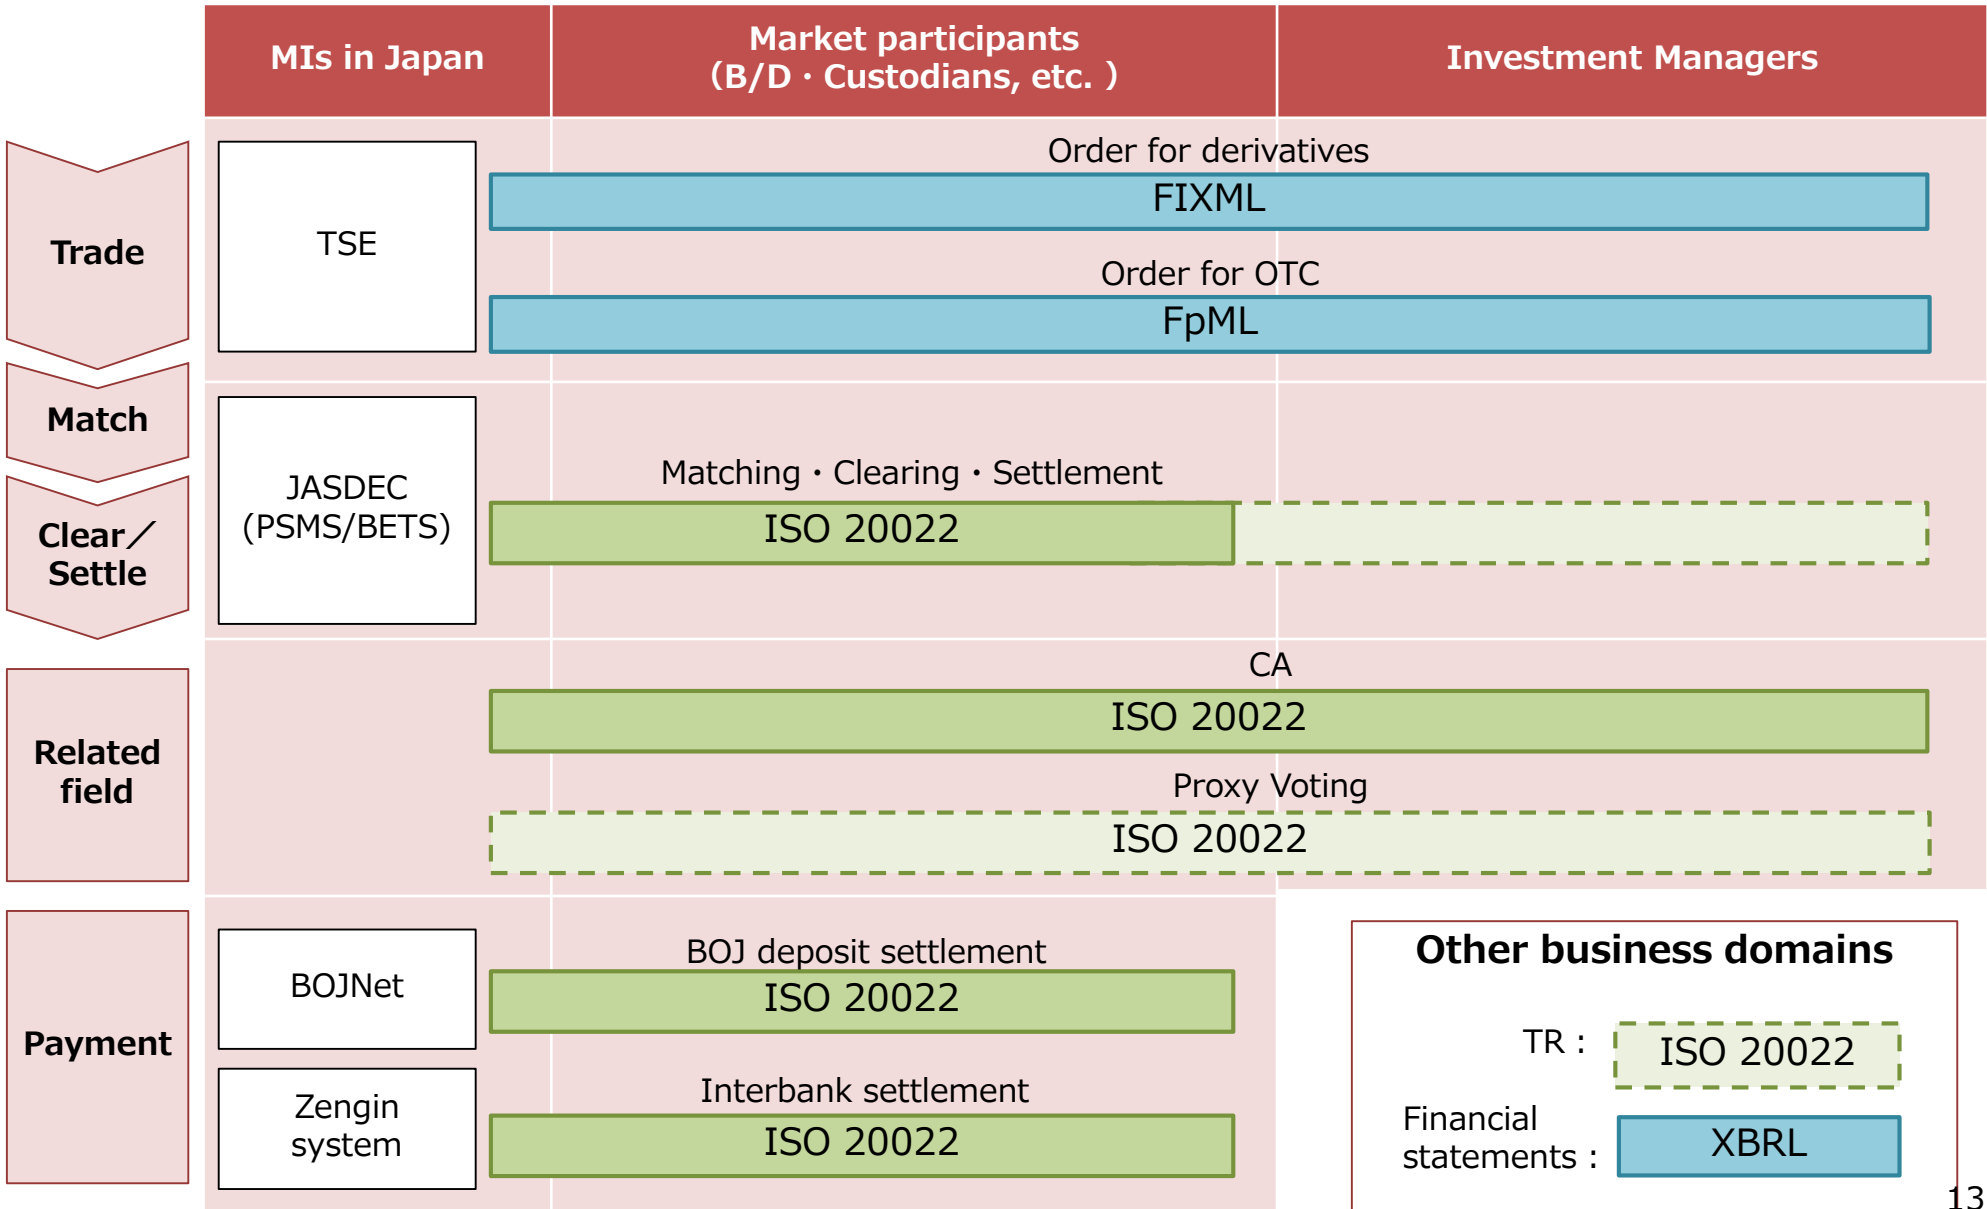 MIs in Japan
Market participants
（B/D・Custodians, etc. ）
Investment Managers
Trade
TSE
Order for derivatives
FIXML
Order for OTC
FpML
Match
Clear／
Settle
JASDEC
(PSMS/BETS)
Matching・Clearing・Settlement
ISO 20022
Related
field
CA
ISO 20022
Proxy Voting
ISO 20022
Payment
BOJNet
BOJ deposit settlement
ISO 20022
Zengin
system
Interbank settlement
ISO 20022
Other business domains
TR :
ISO 20022
Financial
statements :
XBRL
13